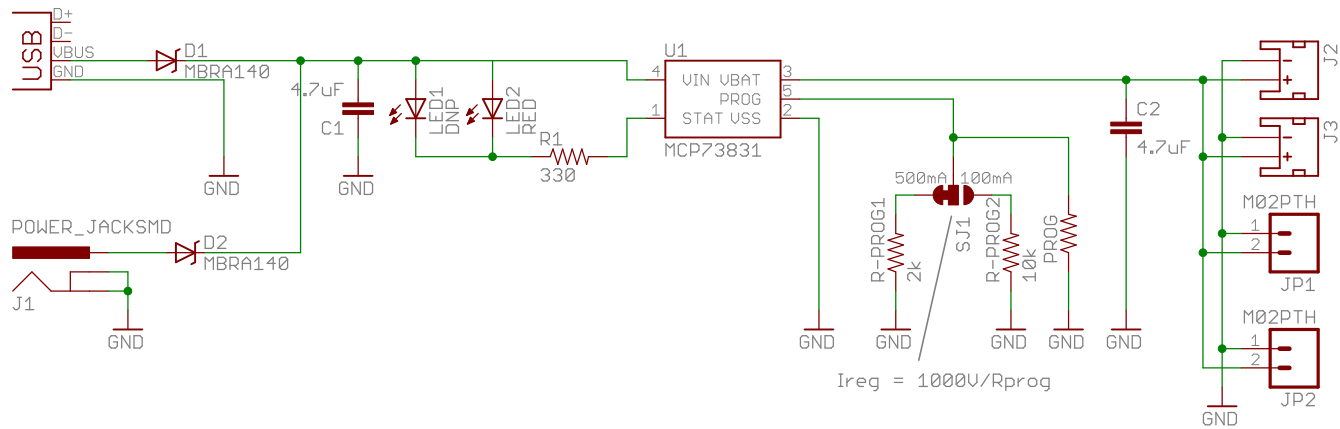 D+
D-
VBUS
GND
USB
D1
MBRA140
GND
4.7uF
C1
GND
LED1
DNP
LED2
RED
R1
330
U1
4
VIN VBAT
3
PROG
5
1
STAT VSS
2
MCP73831
GND
500mA
100mA
SJ1
R-PROG1
2k
GND
R-PROG2
10k
GND
PROG
GND
Ireg = 1000V/Rprog
C2
4.7uF
GND
J2
-
+
J3
-
+
M02PTH
1
2
JP1
M02PTH
1
2
JP2
GND
POWER_JACKSMD
D2
MBRA140
J1
GND